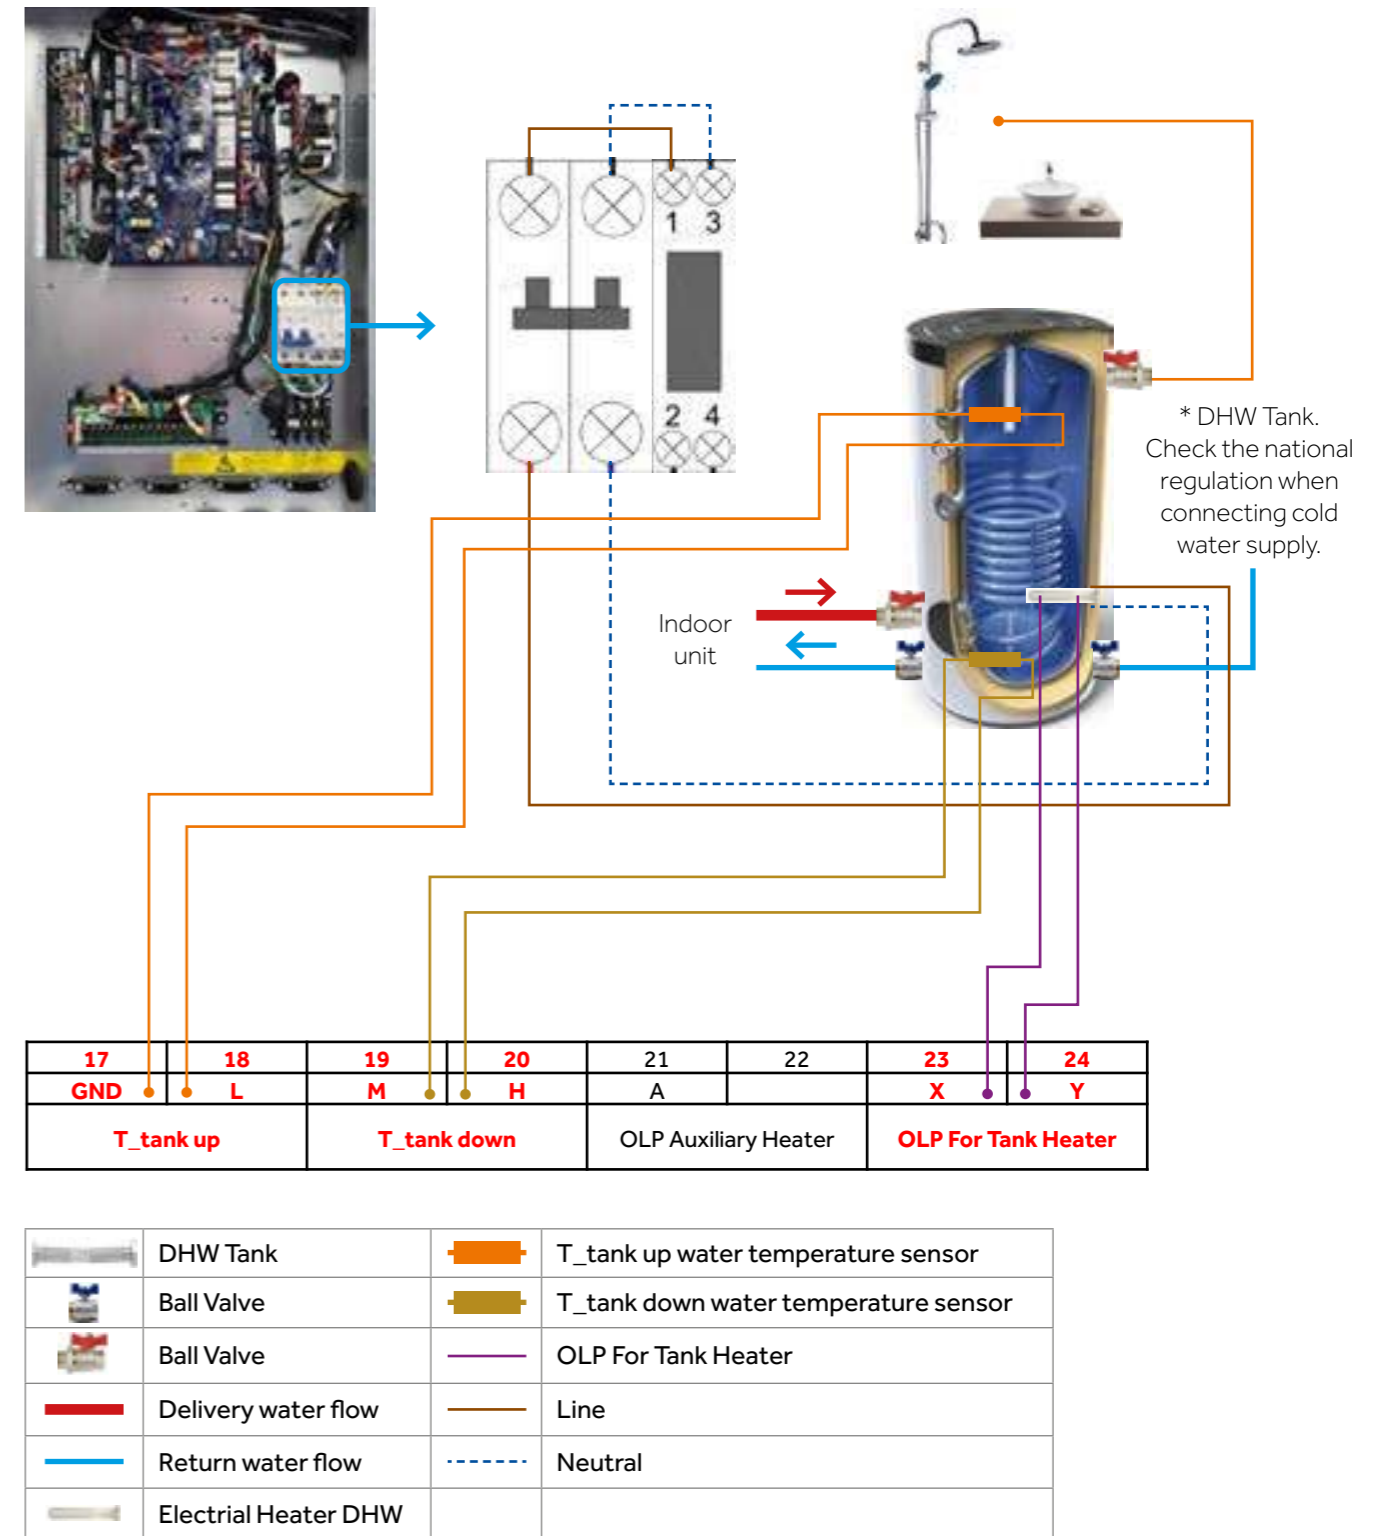 1 3
2 4
* DHW Tank.
Check the national
regulation when
connecting cold
water supply.
Indoor
unit
17 18 19 20 21 22 23 24
GND L M H A X Y
T_tank up T_tank down OLP Auxiliary Heater OLP For Tank Heater
DHW Tank T_tank up water temperature sensor
Ball Valve T_tank down water temperature sensor
Ball Valve OLP For Tank Heater
Delivery water flow Line
Return water flow Neutral
Electrial Heater DHW